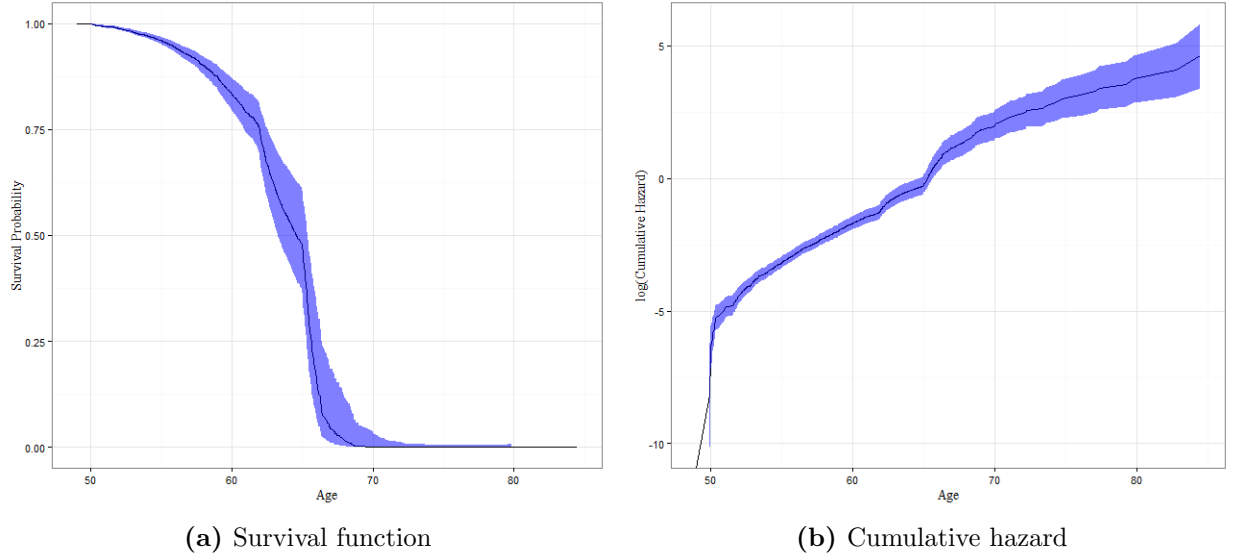 1.00
0.75
0.50
0.25
0.00
Survival Probability
50
60
70
80
Age
(a) Survival function
5
0
-5
-10
log(Cumulative Hazard)
50
60
70
80
Age
(b) Cumulative hazard